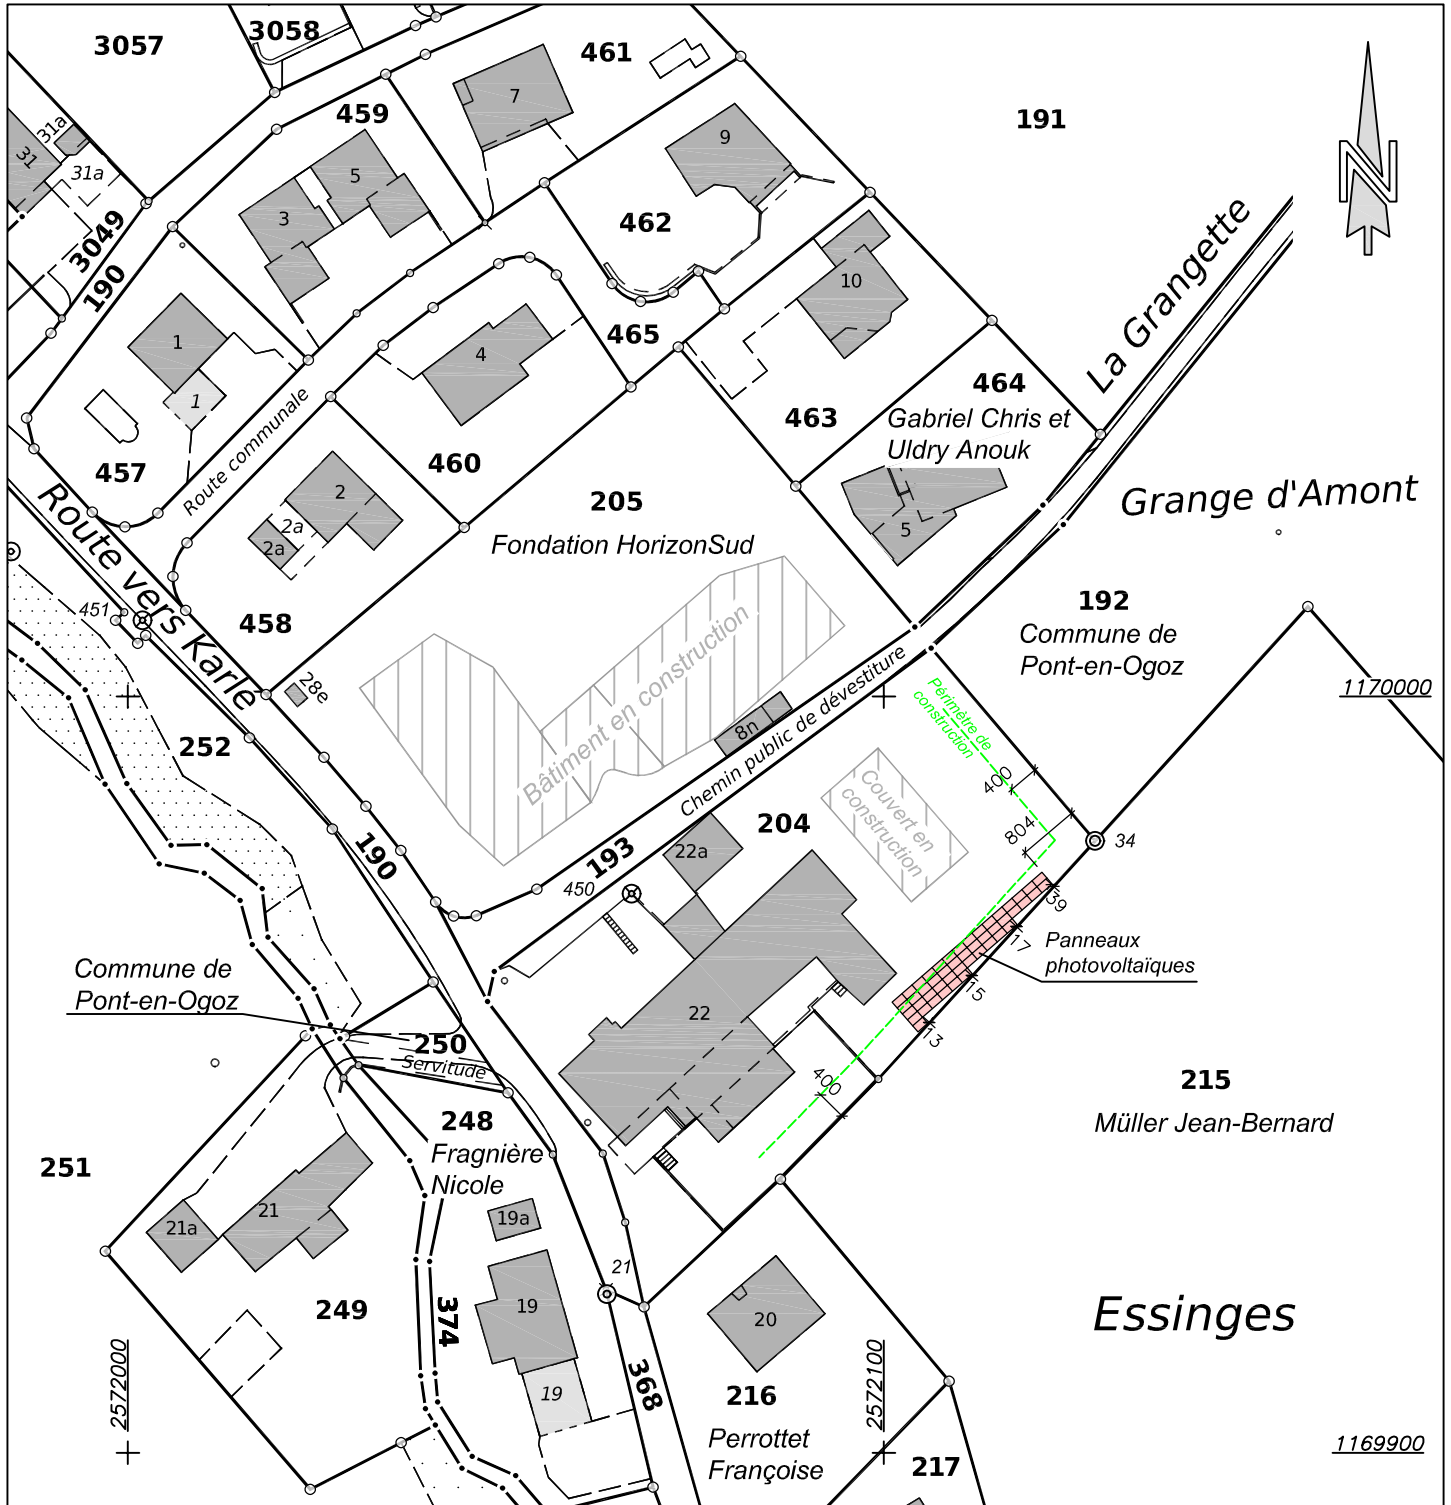 3057
3058
461
191
459
7
9
31a
31
31a
5
3
462
N
3049
190
La Grangette
10
1
465
4
1
463
464
Gabriel Chris et
Uldry Anouk
457
Route communale
460
205
Fondation HorizonSud
2
2a
2a
5
Grange d'Amont
Route vers Karle
451
458
192
Commune de
Pont-en-Ogoz
28e
1170000
252
Bâtiment en construction
8n
Chemin public de dévestiture
Périmètre de
construction
400
804
34
Couvert en
construction
204
22a
193
190
450
39
17
15
13
Panneaux
photovoltaïques
Commune de
Pont-en-Ogoz
22
250
Servitude
400
215
Müller Jean-Bernard
248
Fragnière
Nicole
251
21a
21
19a
21
249
374
19
20
Essinges
2572000
2572100
19
368
216
Perrottet
Françoise
217
1169900